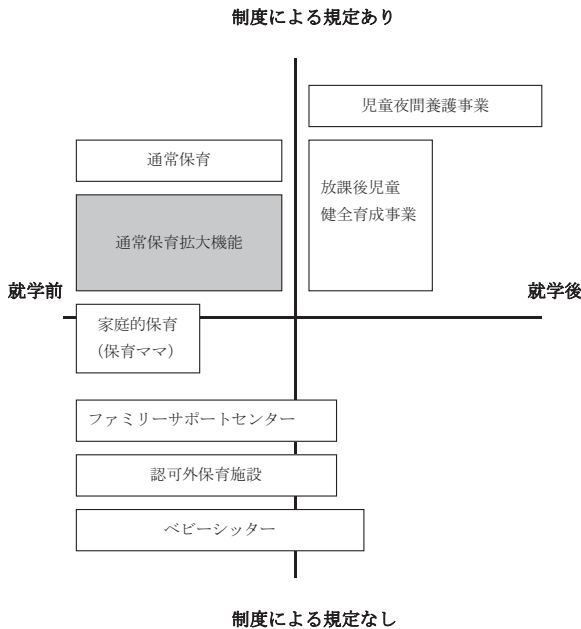 制度による規定あり
児童夜間養護事業
通常保育
放課後児童
健全育成事業
通常保育拡大機能
就学前
就学後
家庭的保育
（保育ママ）
ファミリーサポートセンター
認可外保育施設
ベビーシッター
制度による規定なし